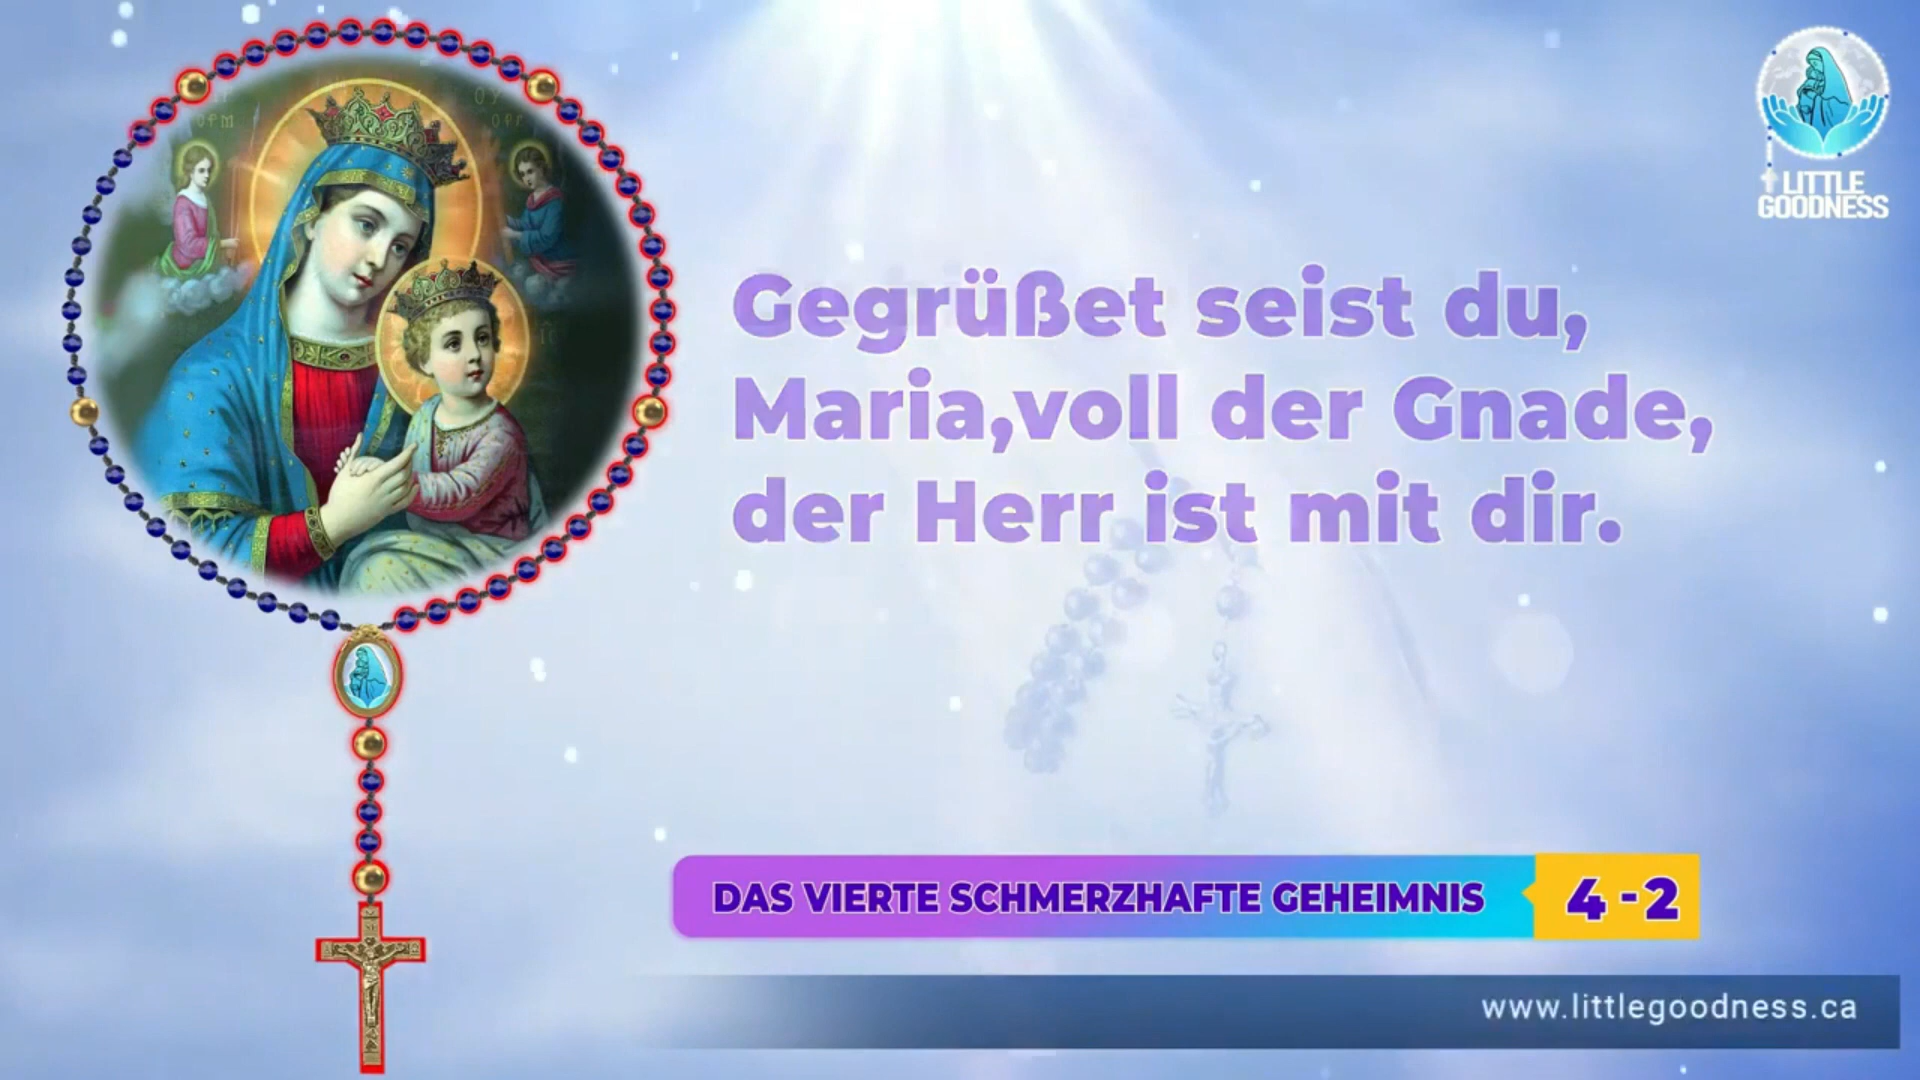 LITTLE
GOODNESS
Gegrüßet seist du,
Maria,voll der Gnade,
der Herr ist mit dir.
DAS VIERTE SCHMERZHAFTE GEHEIMNIS
4 - 2
www.littlegoodness.ca